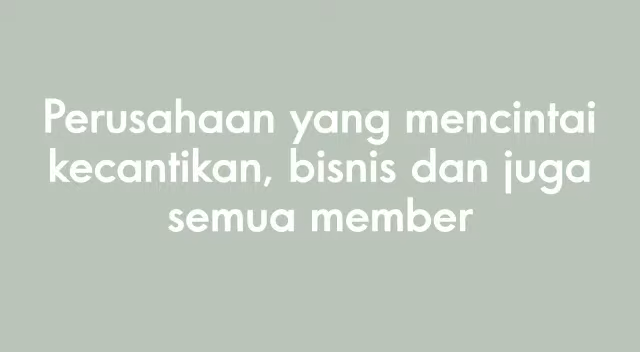 Perusahaan yang mencintai
kecantikan, bisnis dan juga
semua member